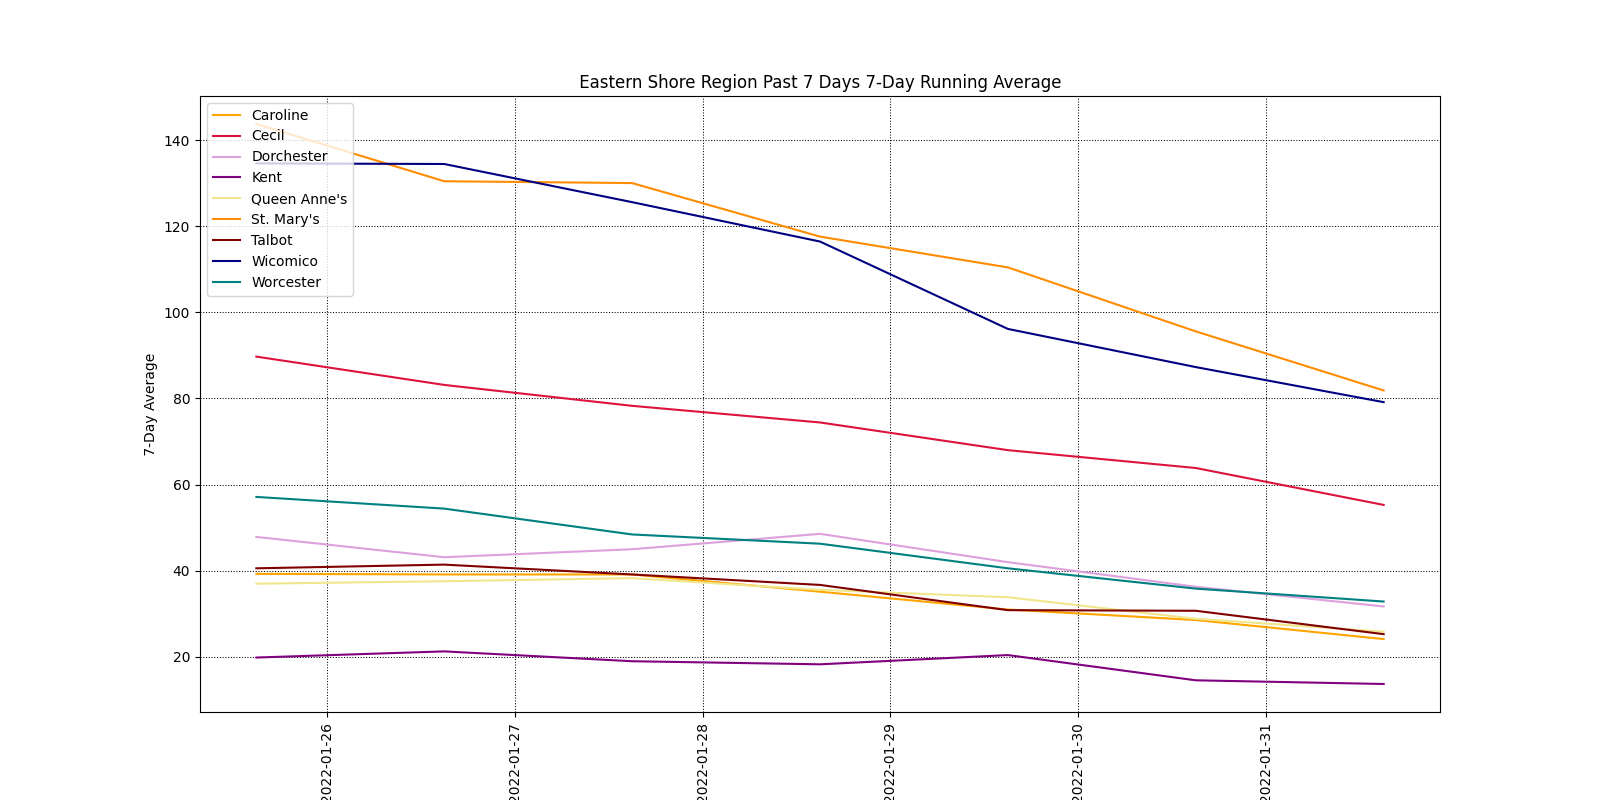 Eastern Shore Region Past 7 Days 7-Day Running Average
Caroline
Cecil
Dorchester
Kent
Queen Anne's
St. Mary's
Talbot
Wicomico
Worcester
140
120
100
80
60
40
20
7-Day Average
2022-01-26
2022-01-27
2022-01-28
2022-01-29
2022-01-30
2022-01-31